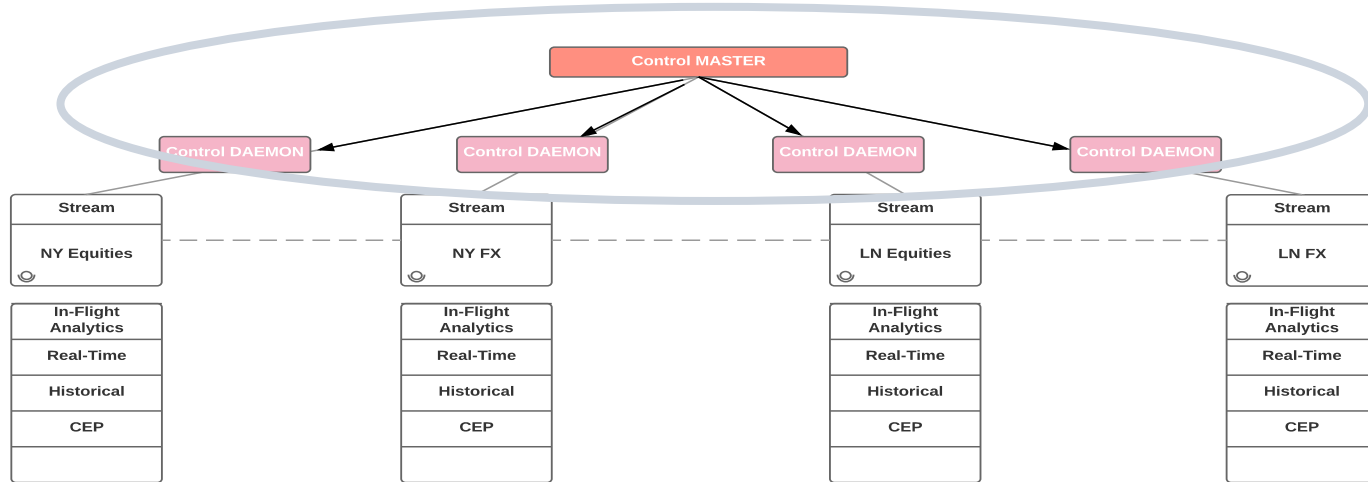 Control MASTER
Control DAEMON
Control DAEMON
Control DAEMON
Control DAEMON
Stream
Stream
Stream
Stream
NY Equities
NY FX
LN Equities
LN FX
In-Flight
Analytics
In-Flight
Analytics
In-Flight
Analytics
In-Flight
Analytics
Real-Time
Real-Time
Real-Time
Real-Time
Historical
Historical
Historical
Historical
CEP
CEP
CEP
CEP